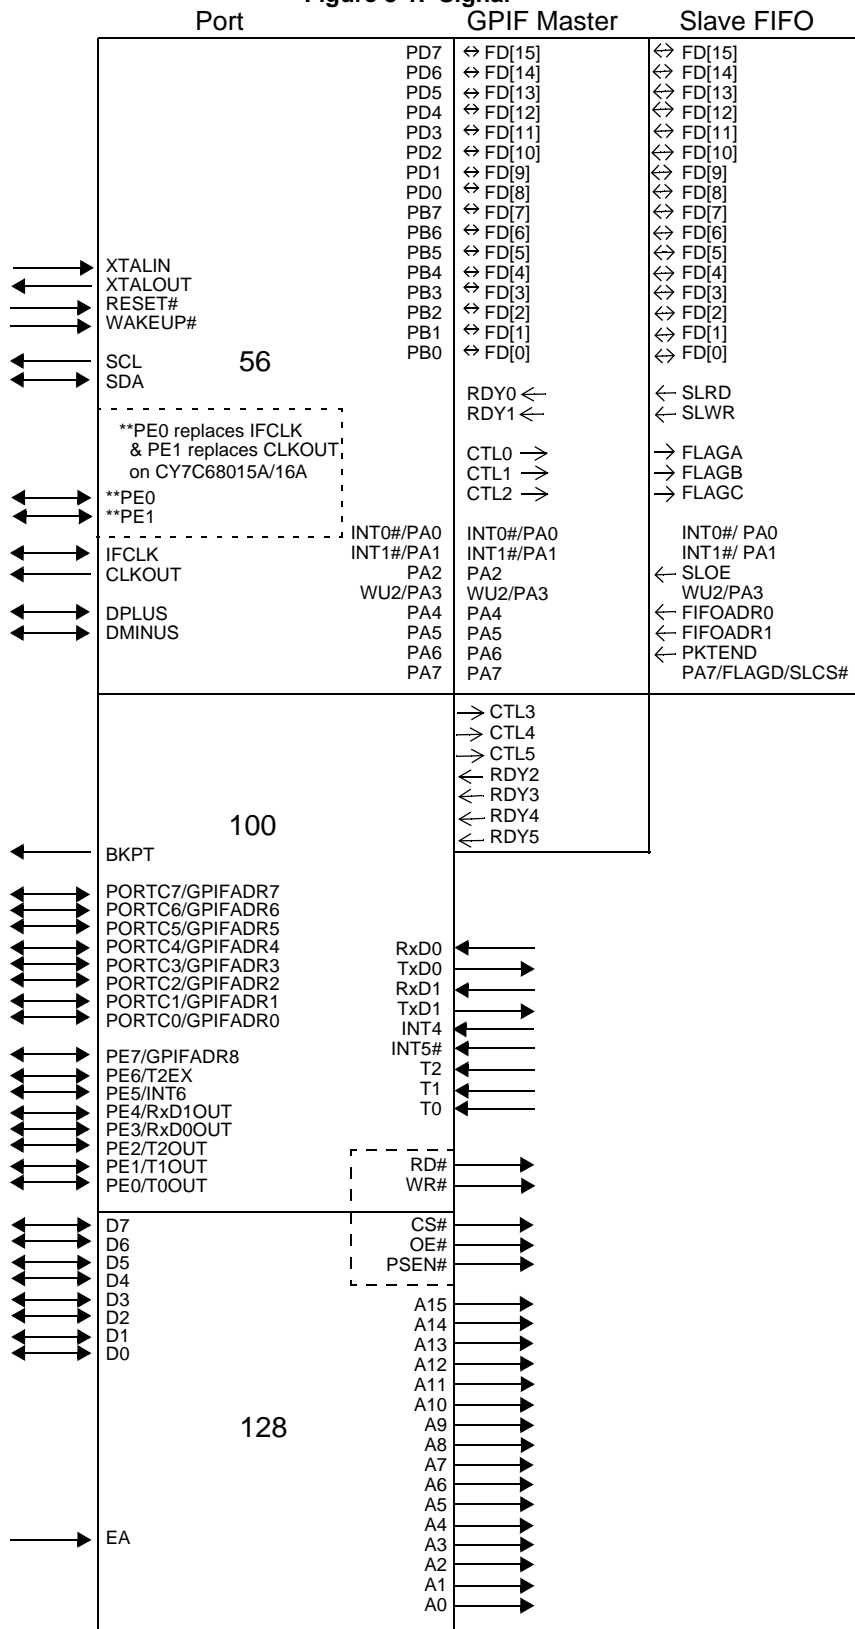 Port GPIF Master Slave FIFO
PD7 FD[15] FD[15]
PD6 FD[14] FD[14]
PD5 FD[13] FD[13]
PD4 FD[12] FD[12]
PD3 FD[11] FD[11]
PD2 FD[10] FD[10]
PD1 FD[9] FD[9]
PD0 FD[8] FD[8]
PB7 FD[7] FD[7]
PB6 FD[6] FD[6]
PB5 FD[5] FD[5]
XTALIN PB4 FD[4] FD[4]
XTALOUT PB3 FD[3] FD[3]
RESET# PB2 FD[2] FD[2]
WAKEUP# PB1 FD[1] FD[1]
SCL 56 PB0 FD[0] FD[0]
SDA
RDY0 SLRD
RDY1 SLWR
**PE0 replaces IFCLK
& PE1 replaces CLKOUT
on CY7C68015A/16A
CTL0 FLAGA
CTL1 FLAGB
CTL2 FLAGC
**PE0
**PE1
INT0#/PA0 INT0#/PA0 INT0#/ PA0
IFCLK INT1#/PA1 INT1#/PA1 INT1#/ PA1
CLKOUT PA2 PA2 SLOE
WU2/PA3 WU2/PA3 WU2/PA3
DPLUS PA4 PA4 FIFOADR0
DMINUS PA5 PA5 FIFOADR1
PA6 PA6 PKTEND
PA7 PA7 PA7/FLAGD/SLCS#
CTL3
CTL4
CTL5
RDY2
RDY3
RDY4
RDY5
100
BKPT
PORTC7/GPIFADR7
PORTC6/GPIFADR6
PORTC5/GPIFADR5
PORTC4/GPIFADR4
PORTC3/GPIFADR3
PORTC2/GPIFADR2
PORTC1/GPIFADR1
PORTC0/GPIFADR0
RxD0
TxD0
RxD1
TxD1
INT4
INT5#
T2
T1
T0
PE7/GPIFADR8
PE6/T2EX
PE5/INT6
PE4/RxD1OUT
PE3/RxD0OUT
PE2/T2OUT
PE1/T1OUT
PE0/T0OUT
RD#
WR#
CS#
OE#
PSEN#
D7
D6
D5
D4
D3
D2
D1
D0
A15
A14
A13
A12
A11
A10
A9
A8
A7
A6
A5
A4
A3
A2
A1
A0
128
EA